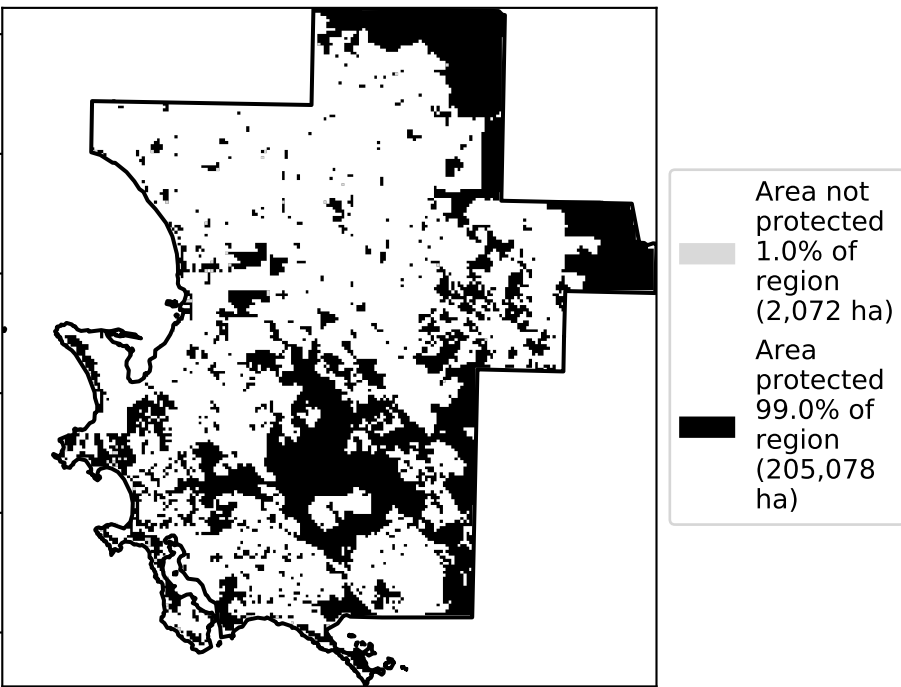 Area not
protected
1.0% of
region
(2,072 ha)
Area
protected
99.0% of
region
(205,078
ha)